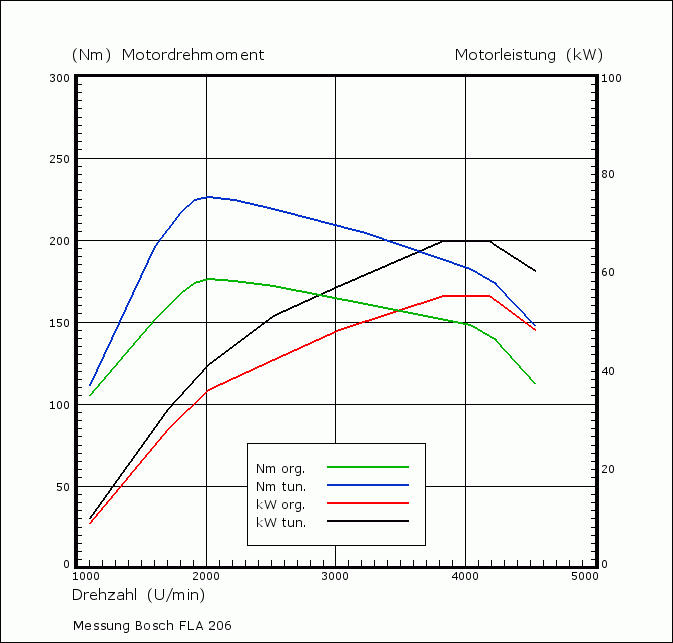 (Nm) Motordrehmoment Motorleistung (kW)
300 100
250
80
200
60
150
40
100
20
50
0 0
1000 2000 3000 4000 5000
Nm org.
Nm tun.
kW org.
kW tun.
Drehzahl (U/min)
Messung Bosch FLA 206